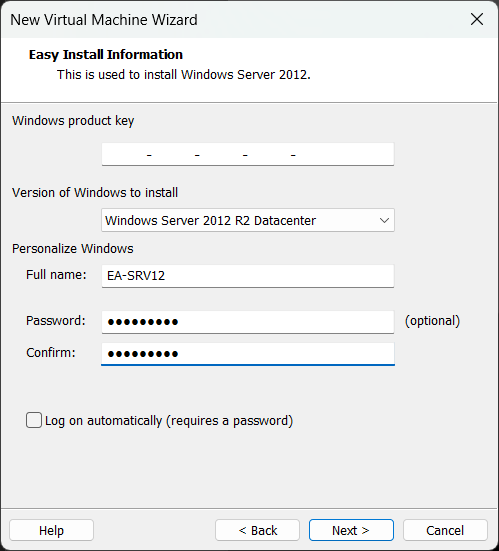 New Virtual Machine Wizard
Easy Install Information
This is used to install Windows Server 2012.
Windows product key
- - - -
Version of Windows to install
Windows Server 2012 R2 Datacenter
Personalize Windows
Full name: EA-SRV12
Password: ●●●●●●●●● (optional)
Confirm: ●●●●●●●●●
Log on automatically (requires a password)
Help < Back Next > Cancel